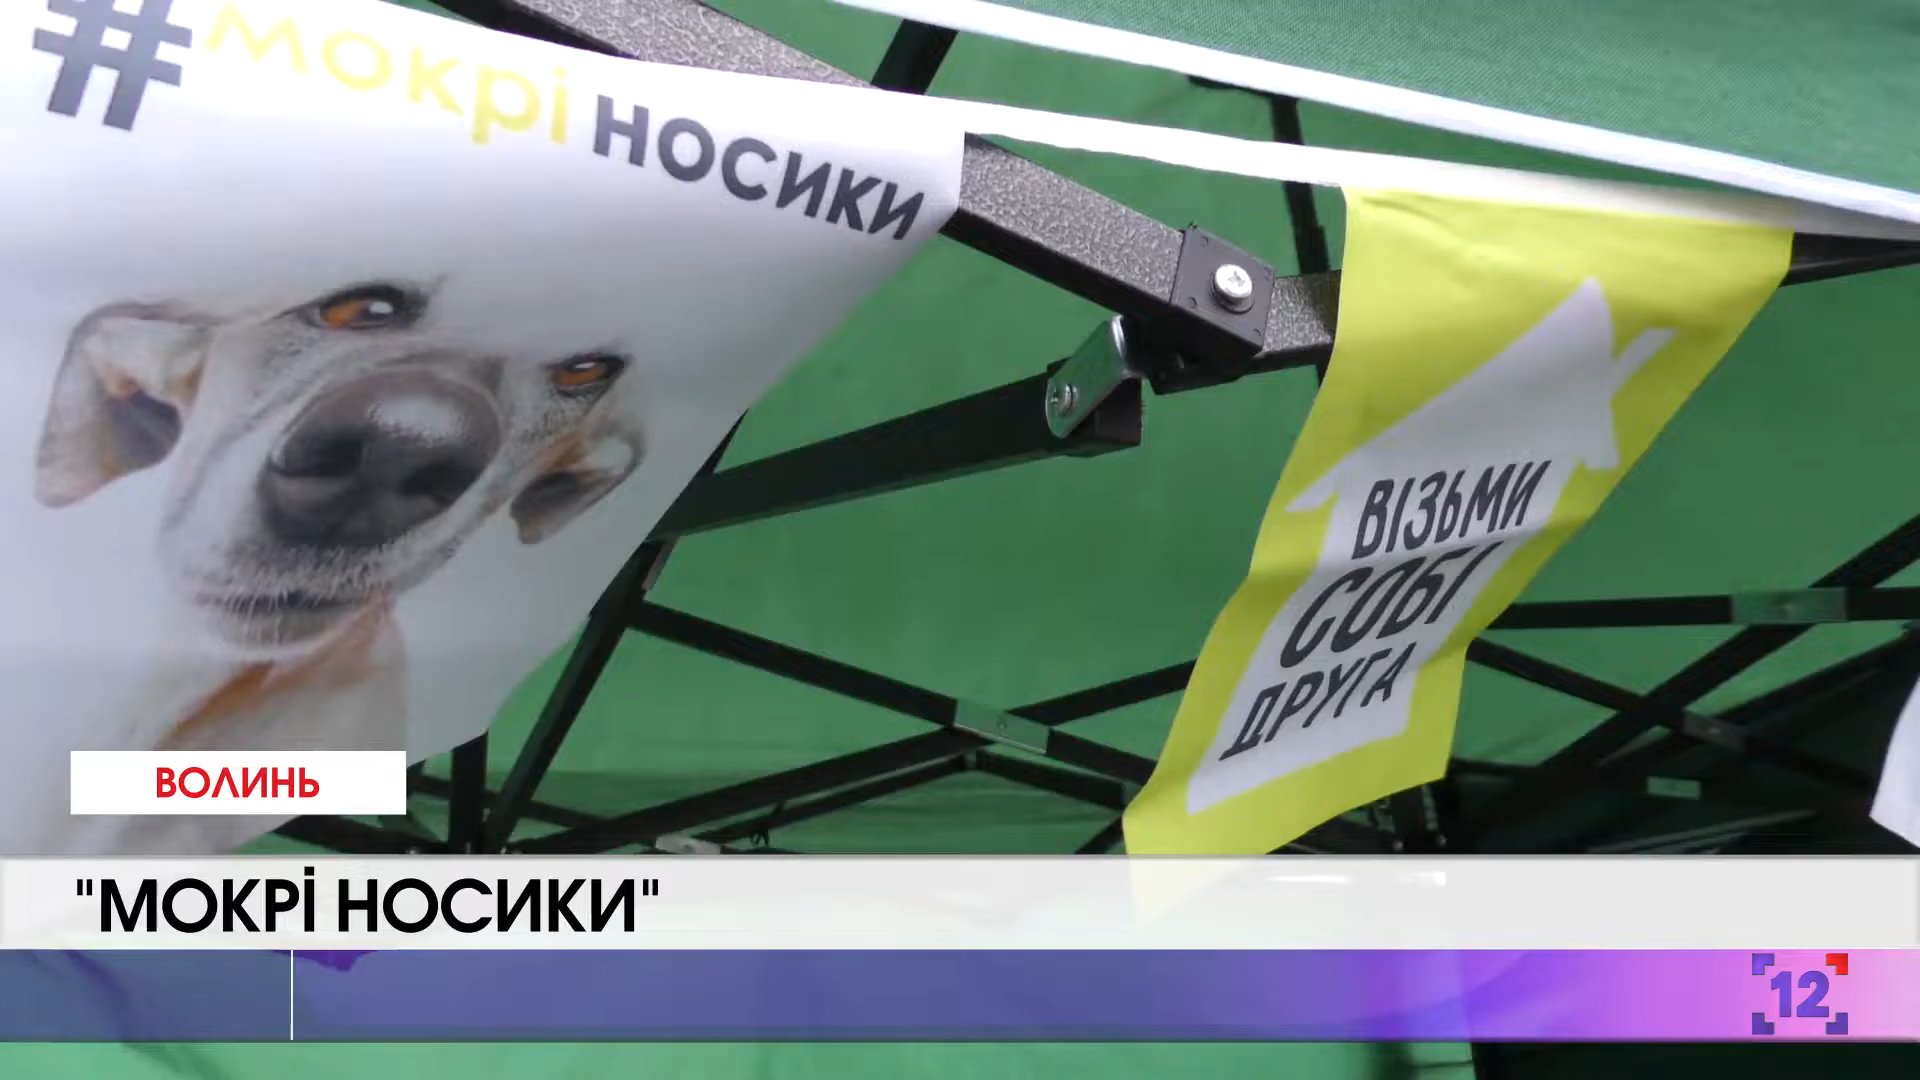 #мокрі носики
ВІЗЬМИ
СОБІ
ДРУГА
ВОЛИНЬ
"МОКРІ НОСИКИ"
12